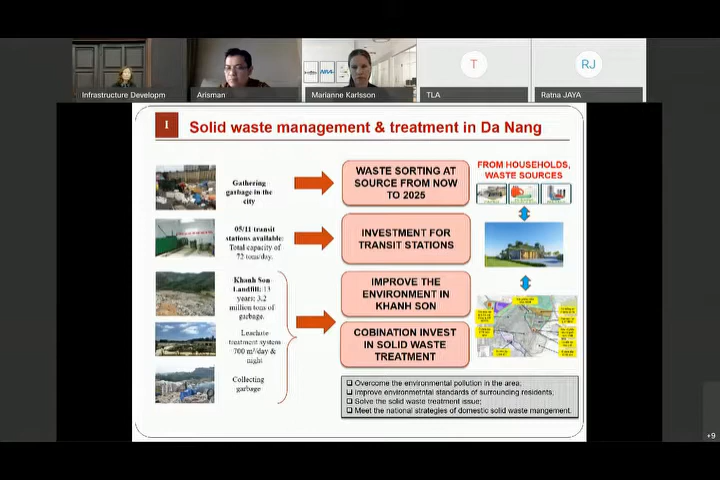 T
RJ
Infrastructure Developm
Arisman
Marianne Karlsson
TLA
Ratna JAYA
I
Solid waste management & treatment in Da Nang
Gathering
garbage in the
city
WASTE SORTING AT
SOURCE FROM NOW
TO 2025
FROM HOUSEHOLDS,
WASTE SOURCES
05/11 transit
stations available:
Total capacity of
72 tons/day.
INVESTMENT FOR
TRANSIT STATIONS
Khanh Son
Landfill: 13
years; 3.2
million tons of
garbage.
IMPROVE THE
ENVIRONMENT IN
KHANH SON
Leachate
treatment system
700 m³/day &
night
COBINATION INVEST
IN SOLID WASTE
TREATMENT
Collecting
garbage
❑ Overcome the environmental pollution in the area;
❑ Improve environmetntal standards of surrounding residents;
❑ Solve the solid waste treatment issue;
❑ Meet the national strategies of domestic solid waste mangement.
+9